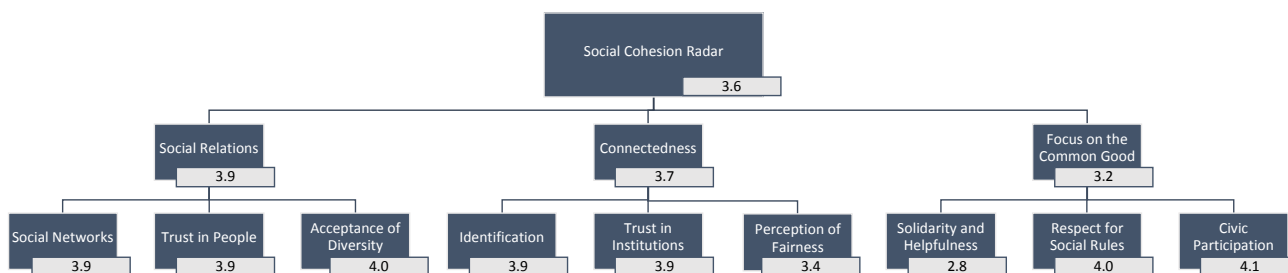 Social Cohesion Radar
3.6
Social Relations
3.9
Connectedness
3.7
Focus on the
Common Good
3.2
Social Networks
3.9
Trust in People
3.9
Acceptance of
Diversity
4.0
Identification
3.9
Trust in
Institutions
3.9
Perception of
Fairness
3.4
Solidarity and
Helpfulness
2.8
Respect for
Social Rules
4.0
Civic
Participation
4.1